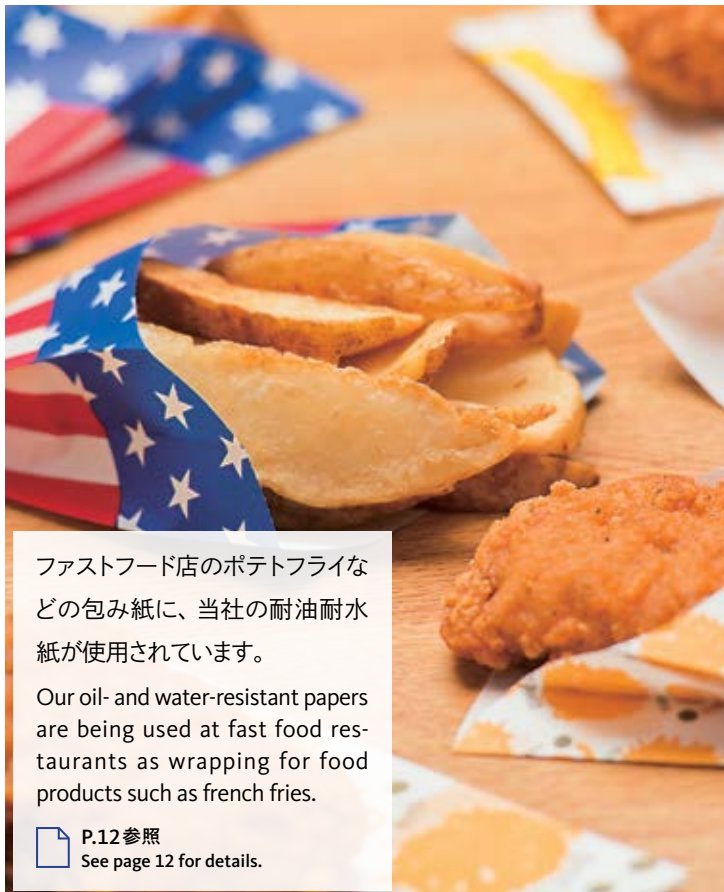 ファストフード店のポテトフライな
どの包み紙に、当社の耐油耐水
紙が使用されています。
Our oil- and water-resistant papers
are being used at fast food res-
taurants as wrapping for food
products such as french fries.
P.12参照
See page 12 for details.